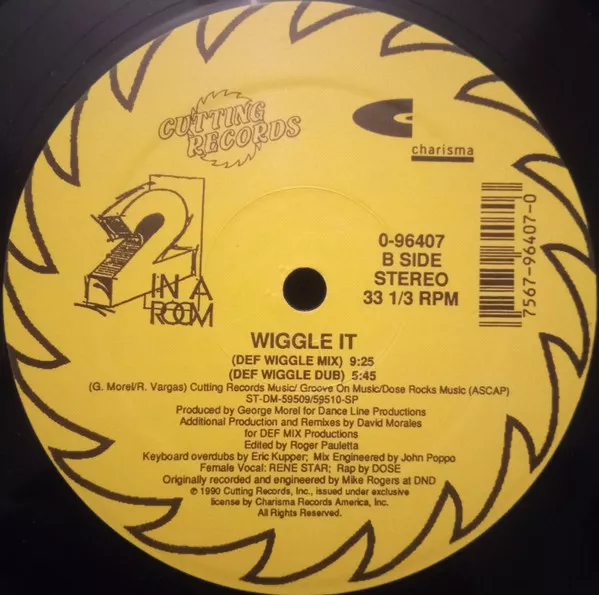 CUTTING
RECORDS
charisma
2
IN A
ROOM
0-96407
B SIDE
STEREO
33 1/3 RPM
7567-96407-0
WIGGLE IT
(DEF WIGGLE MIX) 9:25
(DEF WIGGLE DUB) 5:45
(G. Morel/R. Vargas) Cutting Records Music/ Groove On Music/Dose Rocks Music (ASCAP)
ST-DM-59509/59510-SP
Produced by George Morel for Dance Line Productions
Additional Production and Remixes by David Morales
for DEF MIX Productions
Edited by Roger Pauletta
Keyboard overdubs by Eric Kupper; Mix Engineered by John Poppo
Female Vocal: RENE STAR; Rap by DOSE
Originally recorded and engineered by Mike Rogers at DND
℗ 1990 Cutting Records, Inc., issued under exclusive
license by Charisma Records America, Inc.
All Rights Reserved.